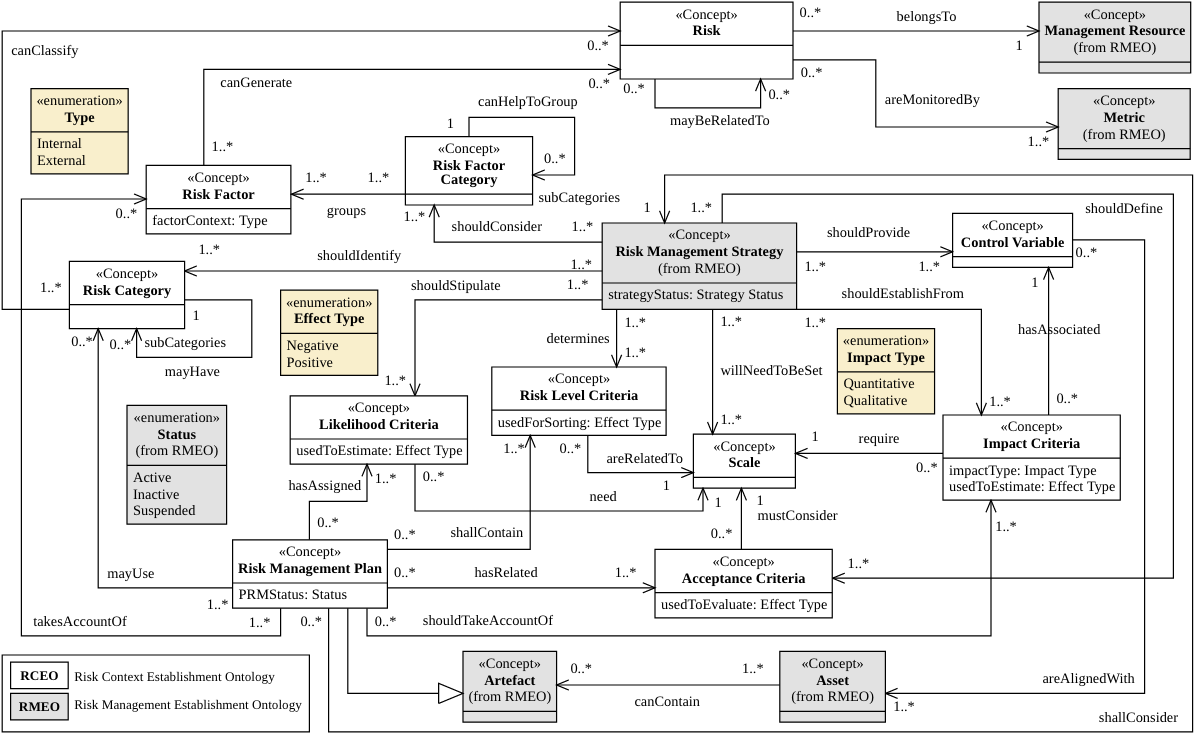 «Concept»
Risk
0..*
belongsTo
1
«Concept»
Management Resource
(from RMEO)
canClassify
0..*
0..*
areMonitoredBy
1..*
«Concept»
Metric
(from RMEO)
canGenerate
0..*
0..*
0..*
mayBeRelatedTo
«enumeration»
Type
Internal
External
1..*
«Concept»
Risk Factor
factorContext: Type
0..*
1..*
1..*
1..*
groups
canHelpToGroup
1
0..*
«Concept»
Risk Factor
Category
subCategories
1..*
shouldConsider
1..*
1
1..*
«Concept»
Risk Management Strategy
(from RMEO)
strategyStatus: Strategy Status
shouldDefine
shouldProvide
1..*
1..*
«Concept»
Control Variable
0..*
shouldIdentify
1..*
«Concept»
Risk Category
1..*
1
0..*
0..*
subCategories
mayHave
shouldStipulate
1..*
1..*
«enumeration»
Effect Type
Negative
Positive
determines
1..*
1..*
1..*
willNeedToBeSet
1..*
shouldEstablishFrom
1..*
1..*
1
hasAssociated
0..*
«enumeration»
Impact Type
Quantitative
Qualitative
«enumeration»
Status
(from RMEO)
Active
Inactive
Suspended
«Concept»
Likelihood Criteria
usedToEstimate: Effect Type
«Concept»
Risk Level Criteria
usedForSorting: Effect Type
«Concept»
Scale
1
require
0..*
«Concept»
Impact Criteria
impactType: Impact Type
usedToEstimate: Effect Type
1..*
0..*
areRelatedTo
1
hasAssigned
1..*
0..*
0..*
need
1
1
mustConsider
0..*
1..*
0..*
shallContain
«Concept»
Risk Management Plan
PRMStatus: Status
0..*
hasRelated
1..*
«Concept»
Acceptance Criteria
usedToEvaluate: Effect Type
1..*
mayUse
1..*
takesAccountOf
1..*
0..*
0..*
shouldTakeAccountOf
RCEO
Risk Context Establishment Ontology
RMEO
Risk Management Establishment Ontology
«Concept»
Artefact
(from RMEO)
0..*
1..*
canContain
«Concept»
Asset
(from RMEO)
areAlignedWith
1..*
shallConsider